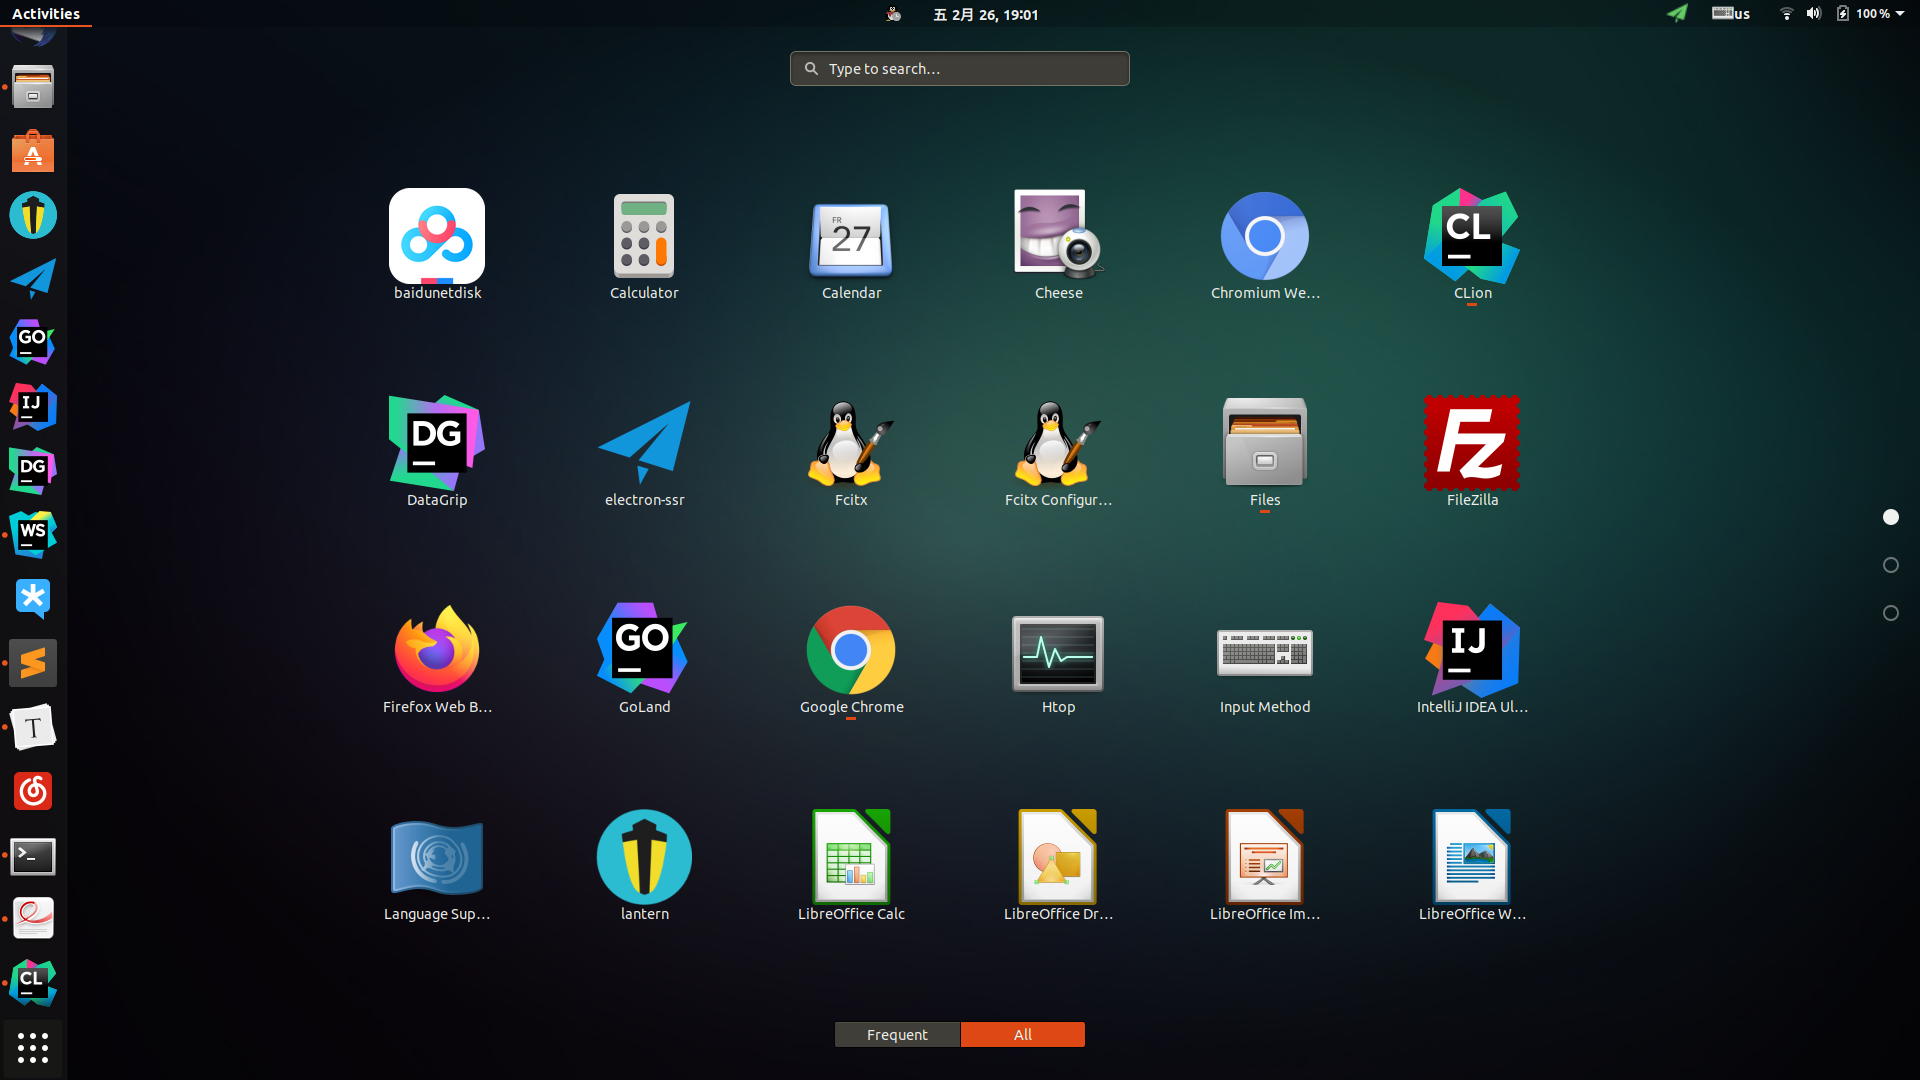 Activities
五 2月 26, 19:01
us
100 %
Type to search...
FR
27
CL
baidunetdisk
Calculator
Calendar
Cheese
Chromium We...
CLion
DG
Fz
DataGrip
electron-ssr
Fcitx
Fcitx Configur...
Files
FileZilla
GO
IJ
Firefox Web B...
GoLand
Google Chrome
Htop
Input Method
IntelliJ IDEA Ul...
Language Sup...
lantern
LibreOffice Calc
LibreOffice Dr...
LibreOffice Im...
LibreOffice W...
A
GO
IJ
DG
WS
T
>_
CL
Frequent
All